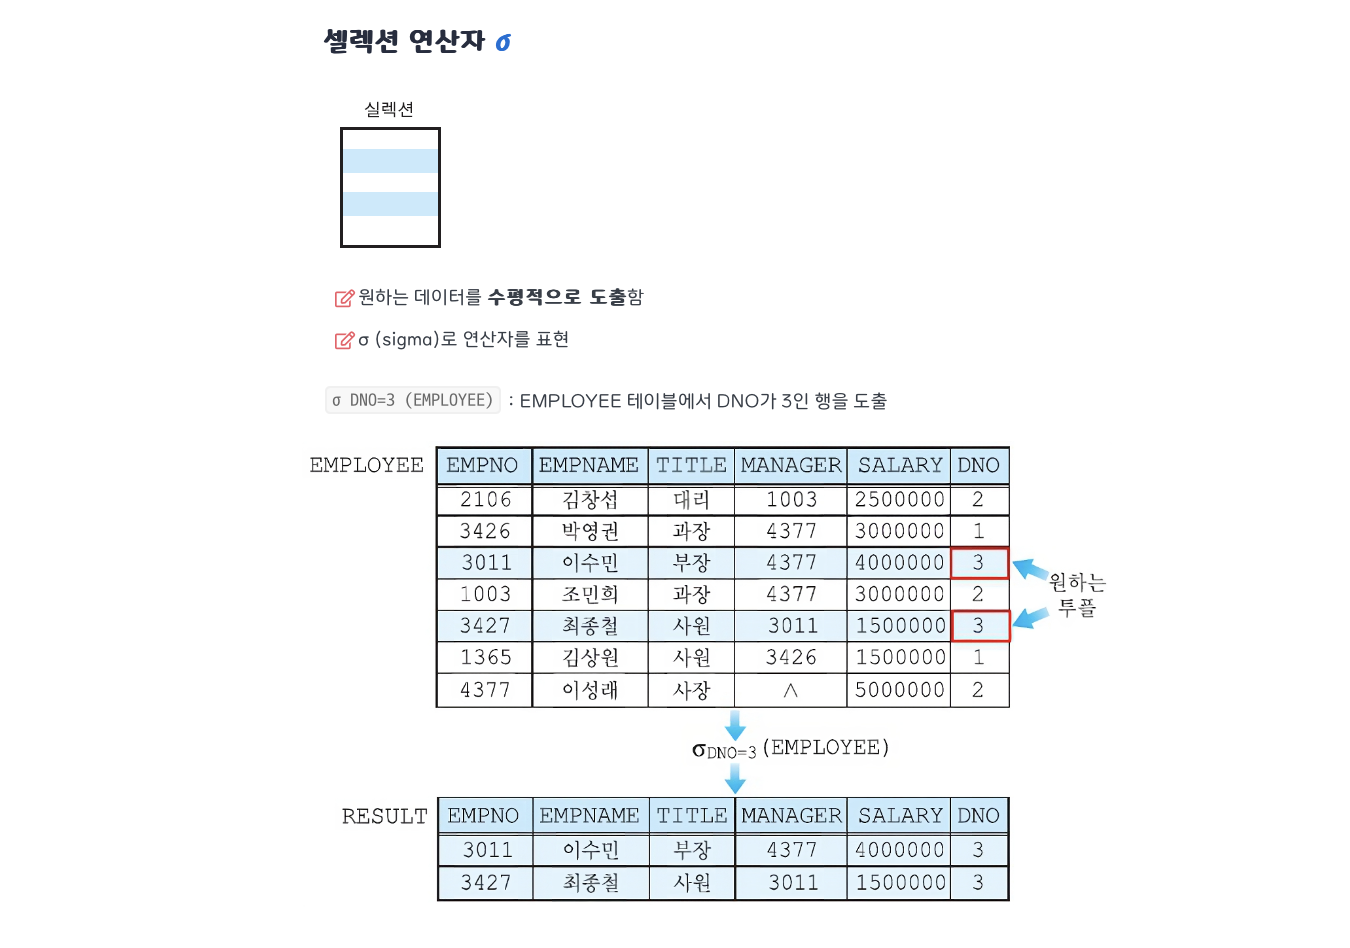 셀렉션 연산자 σ
실렉션
원하는 데이터를 수평적으로 도출함
σ (sigma)로 연산자를 표현
σ DNO=3 (EMPLOYEE) : EMPLOYEE 테이블에서 DNO가 3인 행을 도출
EMPLOYEE EMPNO EMPNAME TITLE MANAGER SALARY DNO
2106 김창섭 대리 1003 2500000 2
3426 박영권 과장 4377 3000000 1
3011 이수민 부장 4377 4000000 3
1003 조민희 과장 4377 3000000 2
3427 최종철 사원 3011 1500000 3
1365 김상원 사원 3426 1500000 1
4377 이성래 사장 ∧ 5000000 2
원하는
투플
σDNO=3 (EMPLOYEE)
RESULT EMPNO EMPNAME TITLE MANAGER SALARY DNO
3011 이수민 부장 4377 4000000 3
3427 최종철 사원 3011 1500000 3